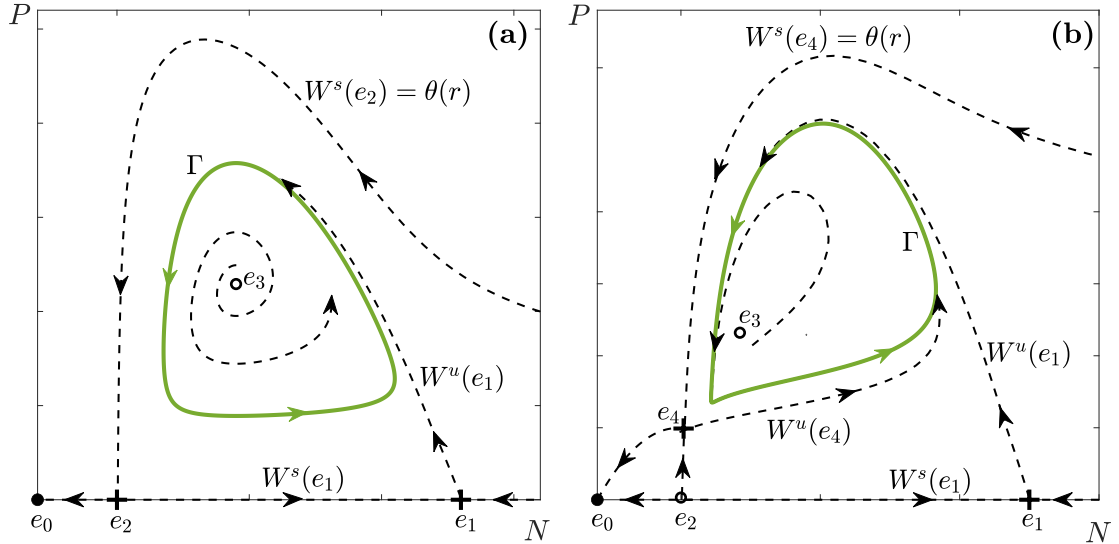 P
(a)
W^s(e_2) = θ(r)
Γ
e_3
W^u(e_1)
W^s(e_1)
e_0
e_2
e_1
N
P
(b)
W^s(e_4) = θ(r)
Γ
e_3
W^u(e_1)
e_4
W^u(e_4)
W^s(e_1)
e_0
e_2
e_1
N